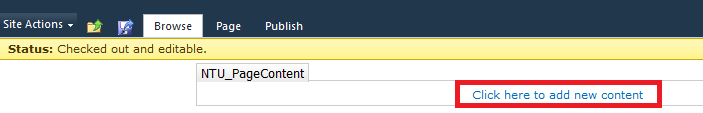 Site Actions Browse Page Publish
Status: Checked out and editable.
NTU_PageContent
Click here to add new content